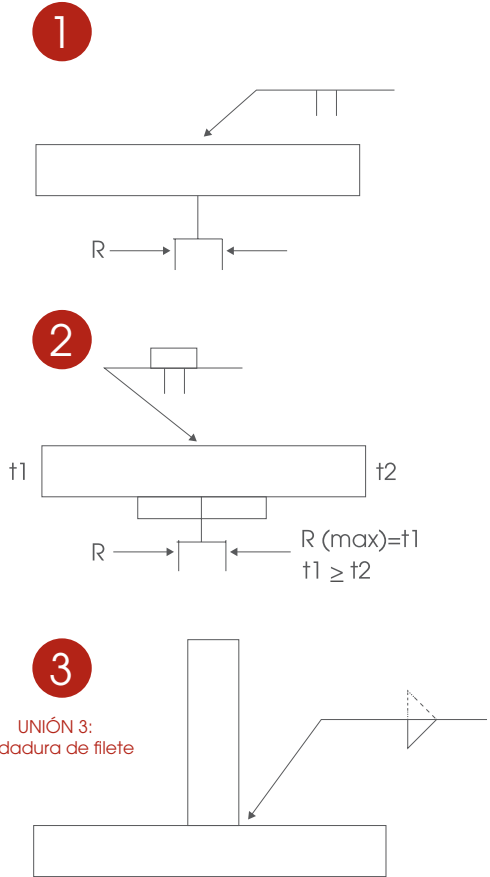 1
R
2
t1
t2
R
R (max)=t1
t1 ≥ t2
3
UNIÓN 3:
dadura de filete